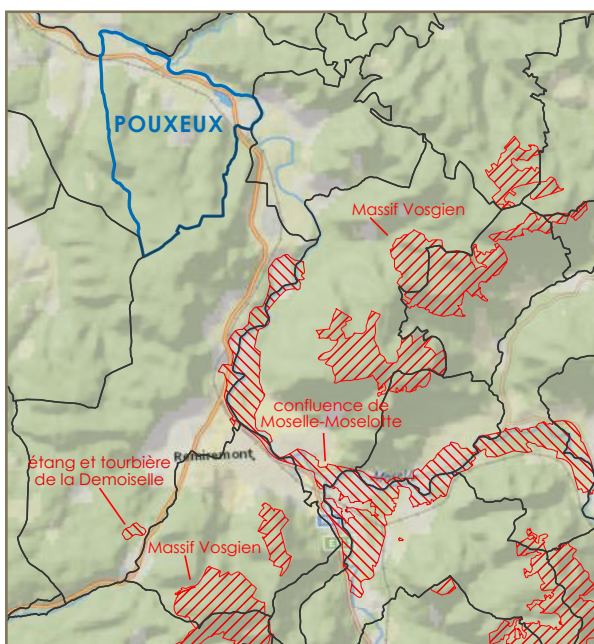 POUXEUX
Massif Vosgien
confluence de
Moselle-Moselotte
Remiremont,
étang et tourbière
de la Demoiselle
Massif Vosgien